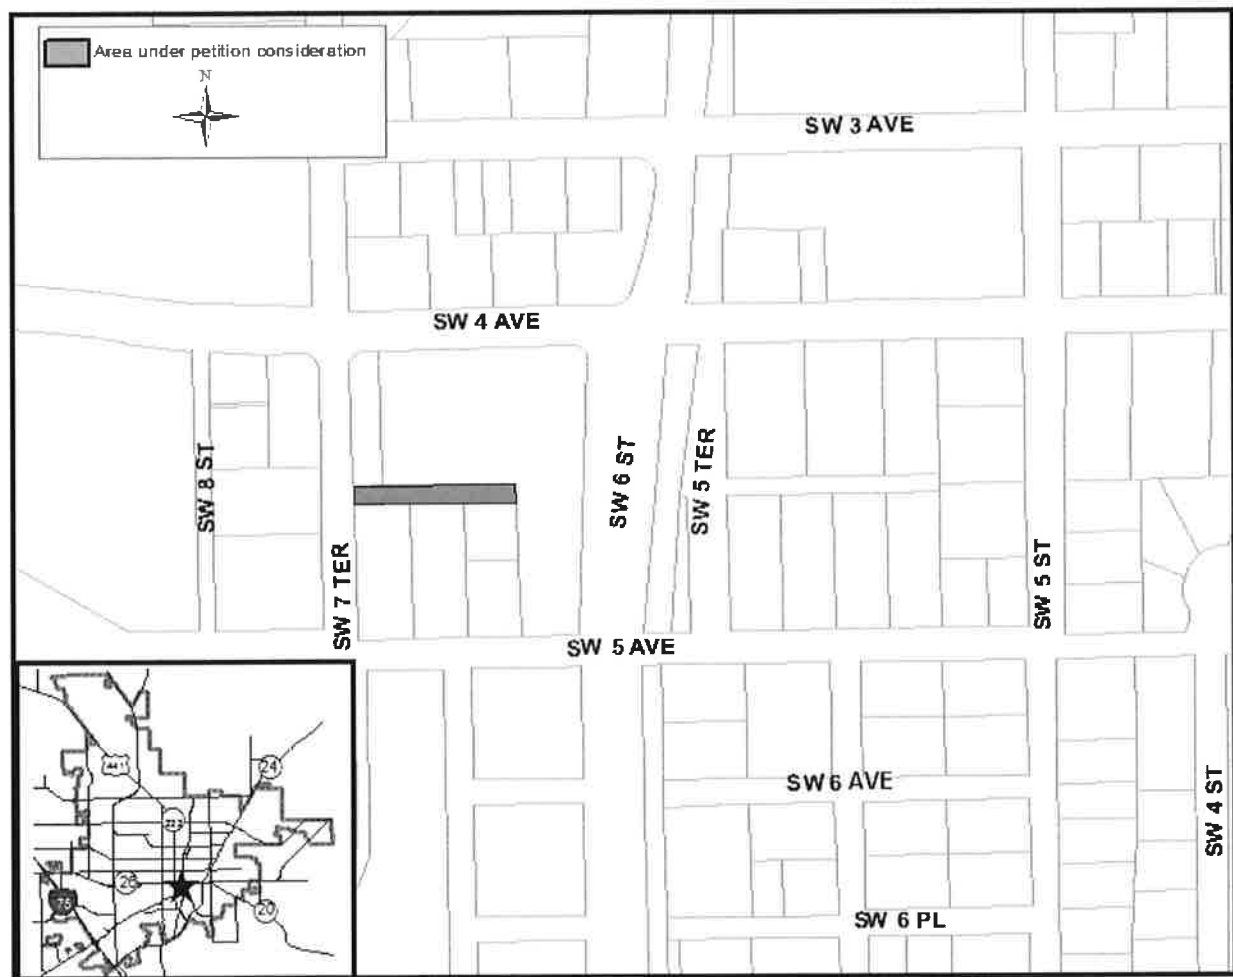 Area under petition consideration
N
SW 3 AVE
SW 4 AVE
SW 8 ST
SW 7 TER
SW 6 ST
SW 5 TER
SW 5 ST
SW 5 AVE
SW 6 AVE
SW 4 ST
SW 6 PL
441
24
222
26
75
20